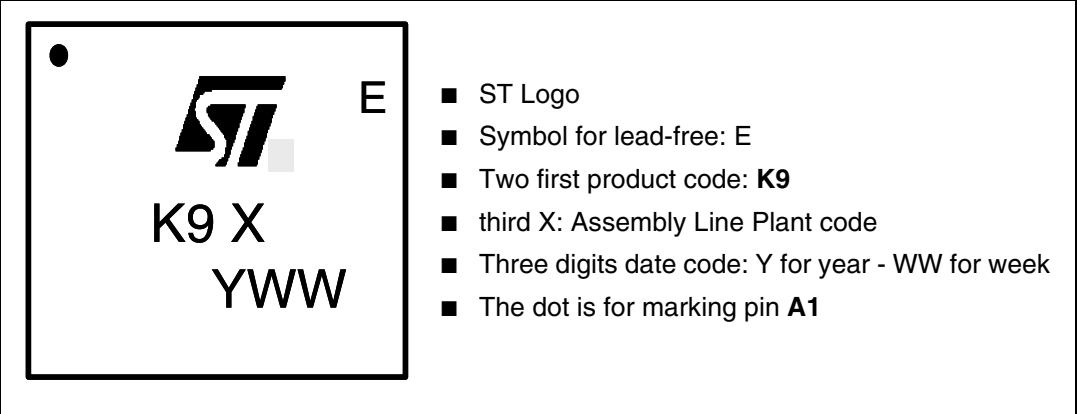 ST
E
K9 X
YWW
■ ST Logo
■ Symbol for lead-free: E
■ Two first product code: K9
■ third X: Assembly Line Plant code
■ Three digits date code: Y for year - WW for week
■ The dot is for marking pin A1